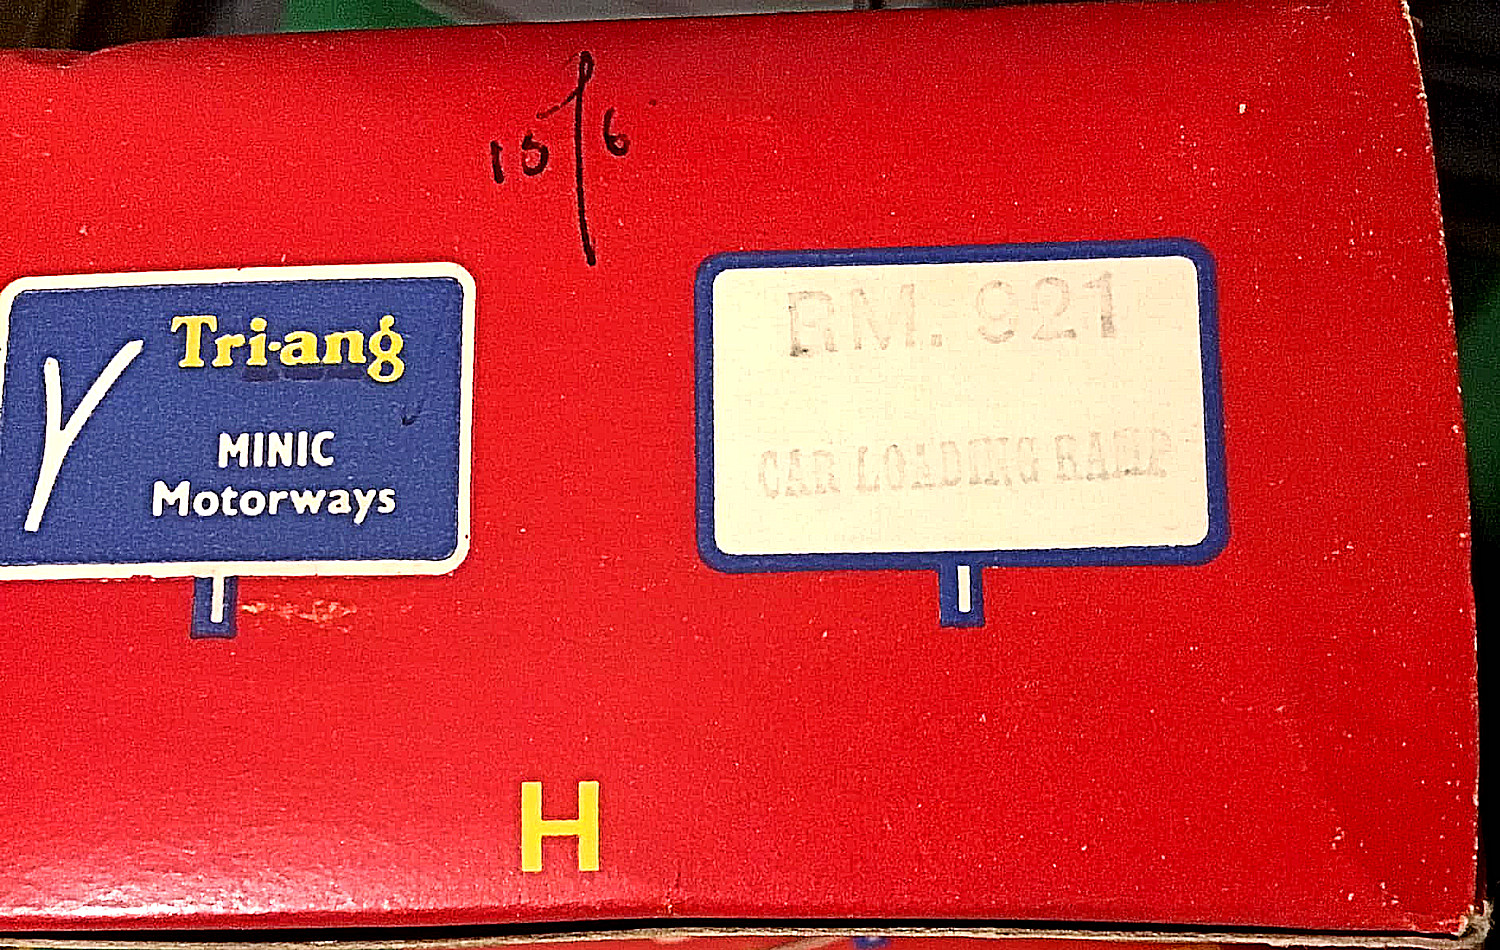 15/6
Tri-ang
MINIC
Motorways
RM. 921
CAR LOADING RAMP
H